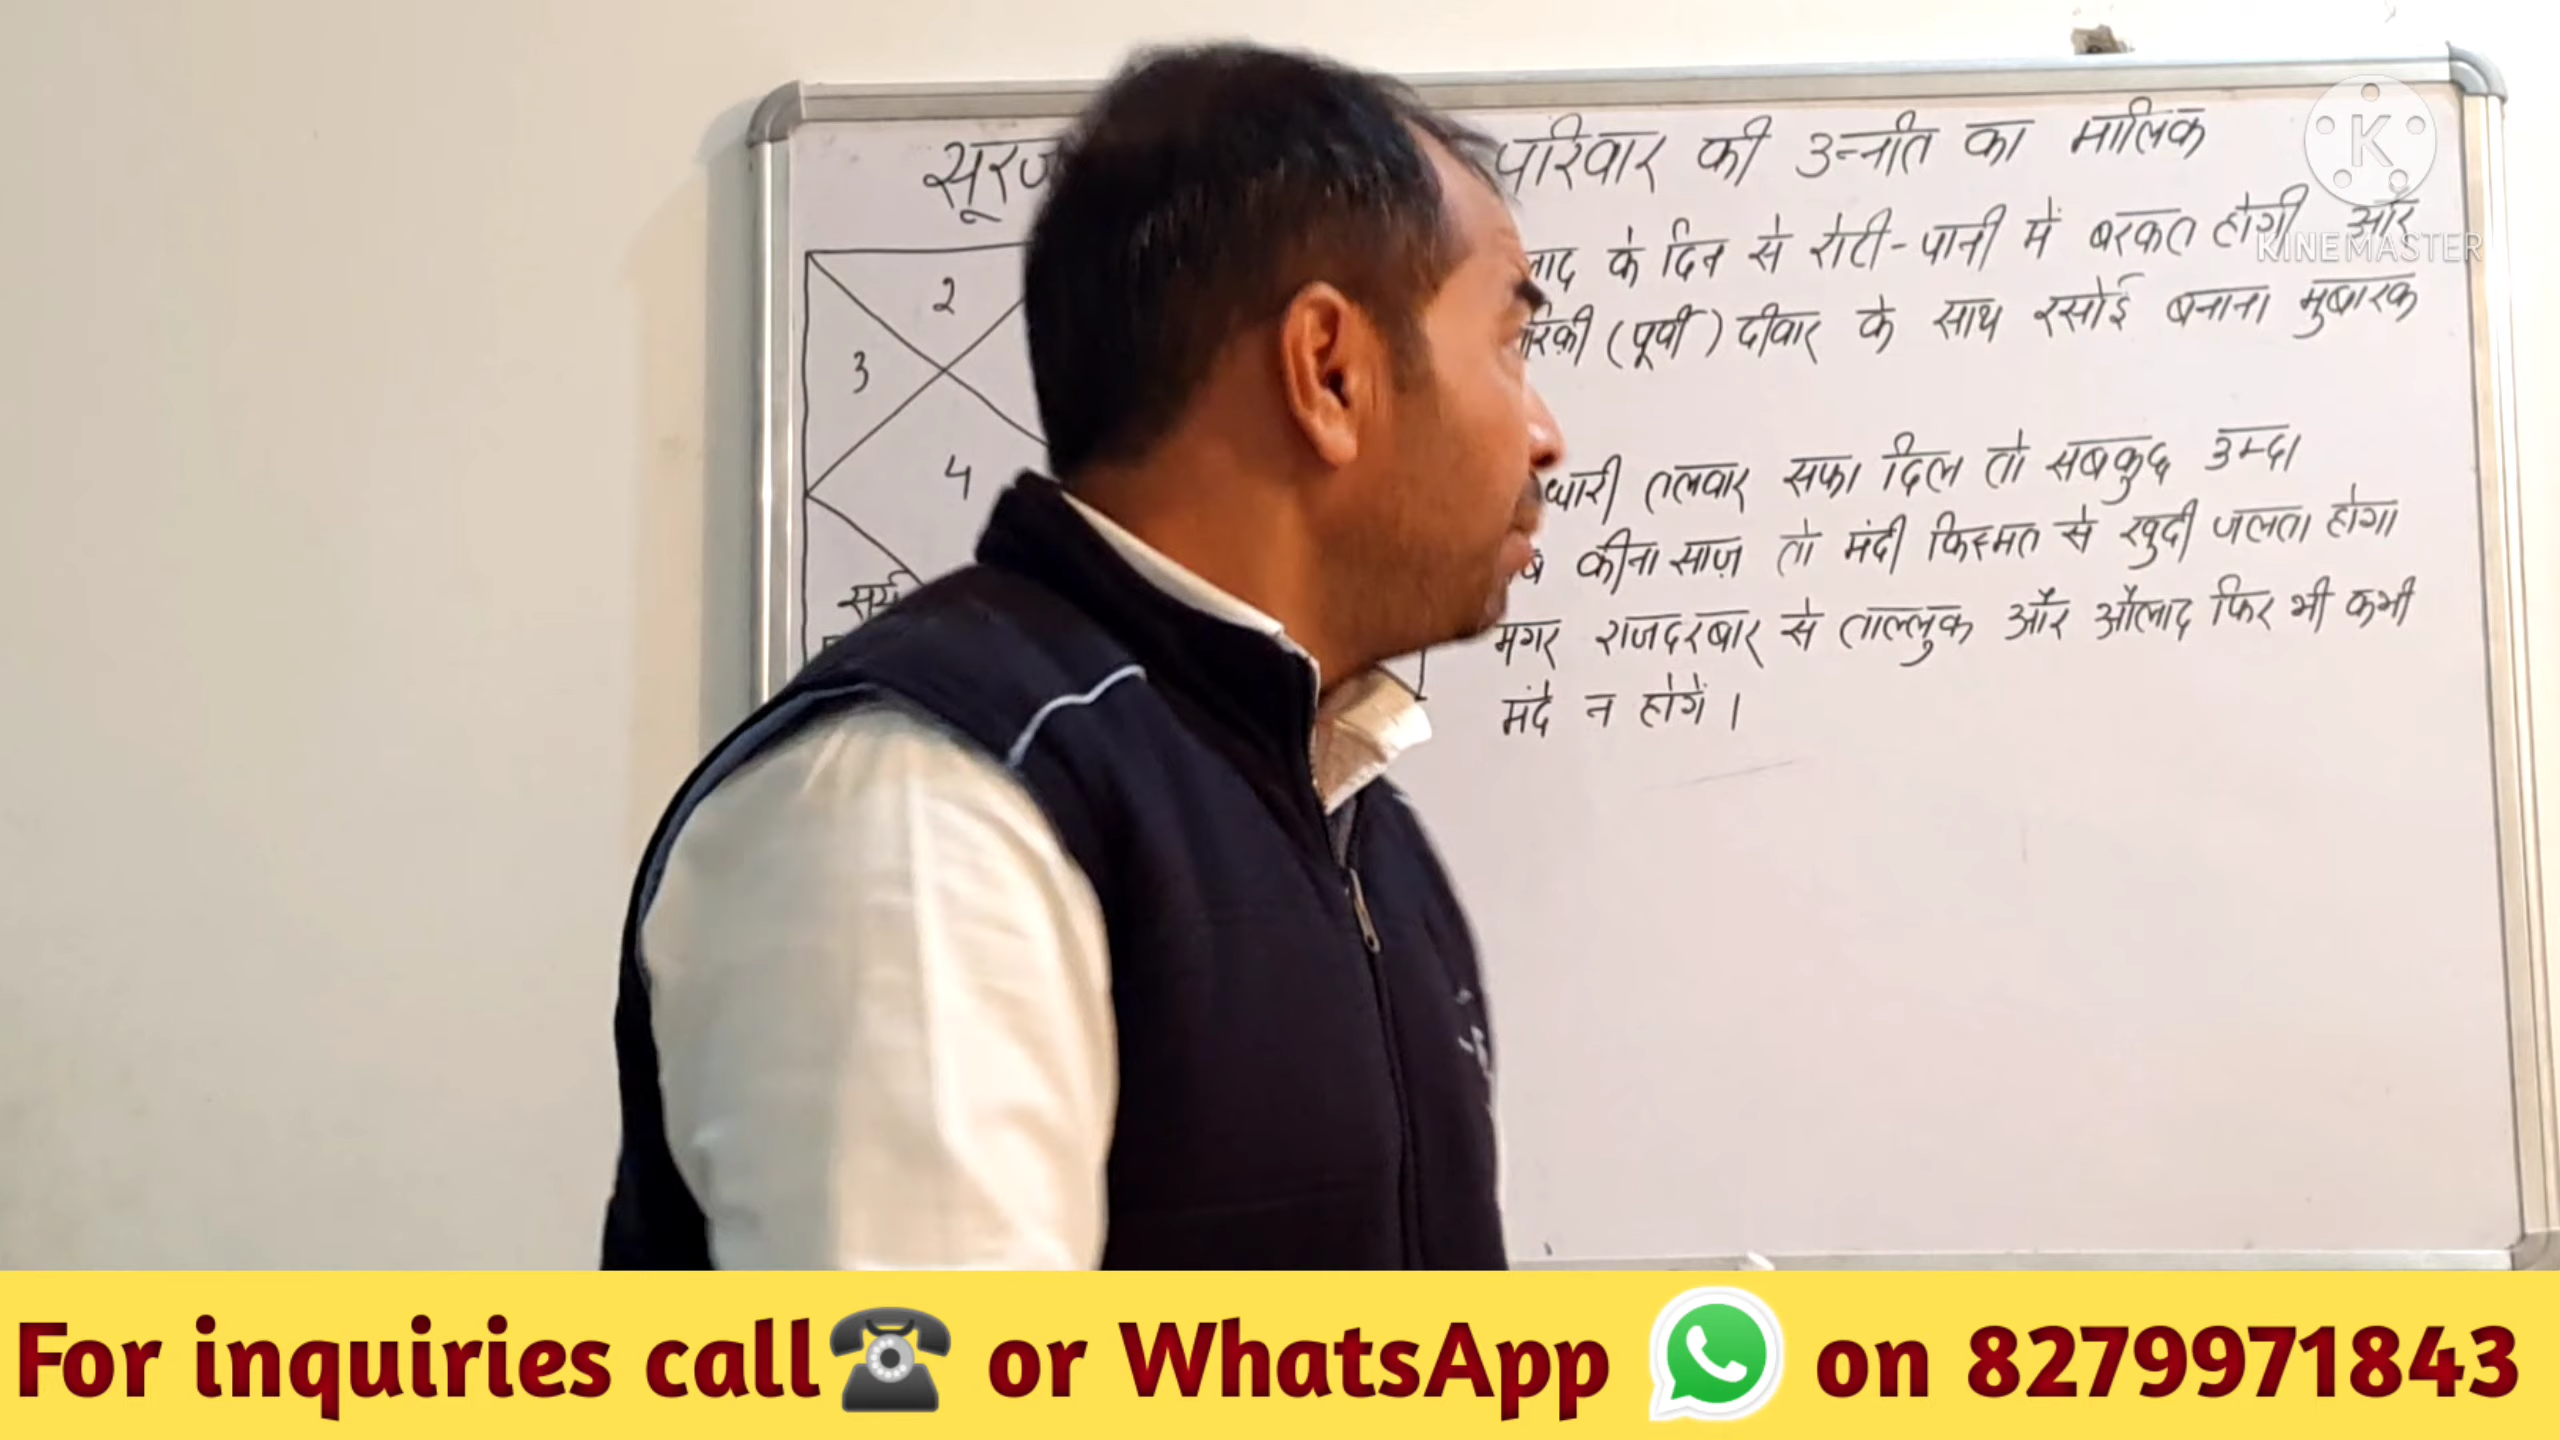 सूरज
परिवार की उन्नति का मालिक
के दिन से रोटी-पानी में बरकत होगी और
(पूर्वी) दीवार के साथ रसोई बनाना मुबारक
तलवार सफा दिल तो सबकुछ उम्दा
कीना साज़ तो मंदी किस्मत से खुदी जलता होगा
मगर राजदरबार से ताल्लुक और औलाद फिर भी कभी
मंदे न होगें।
2
3
4
K
KINEMASTER
For inquiries call or WhatsApp on 8279971843